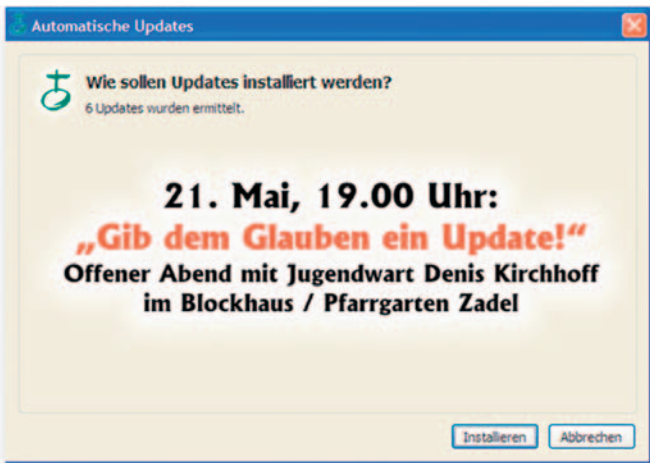 Automatische Updates
Wie sollen Updates installiert werden?
6 Updates wurden ermittelt.
21. Mai, 19.00 Uhr:
„Gib dem Glauben ein Update!“
Offener Abend mit Jugendwart Denis Kirchhoff
im Blockhaus / Pfarrgarten Zadel
Installieren Abbrechen